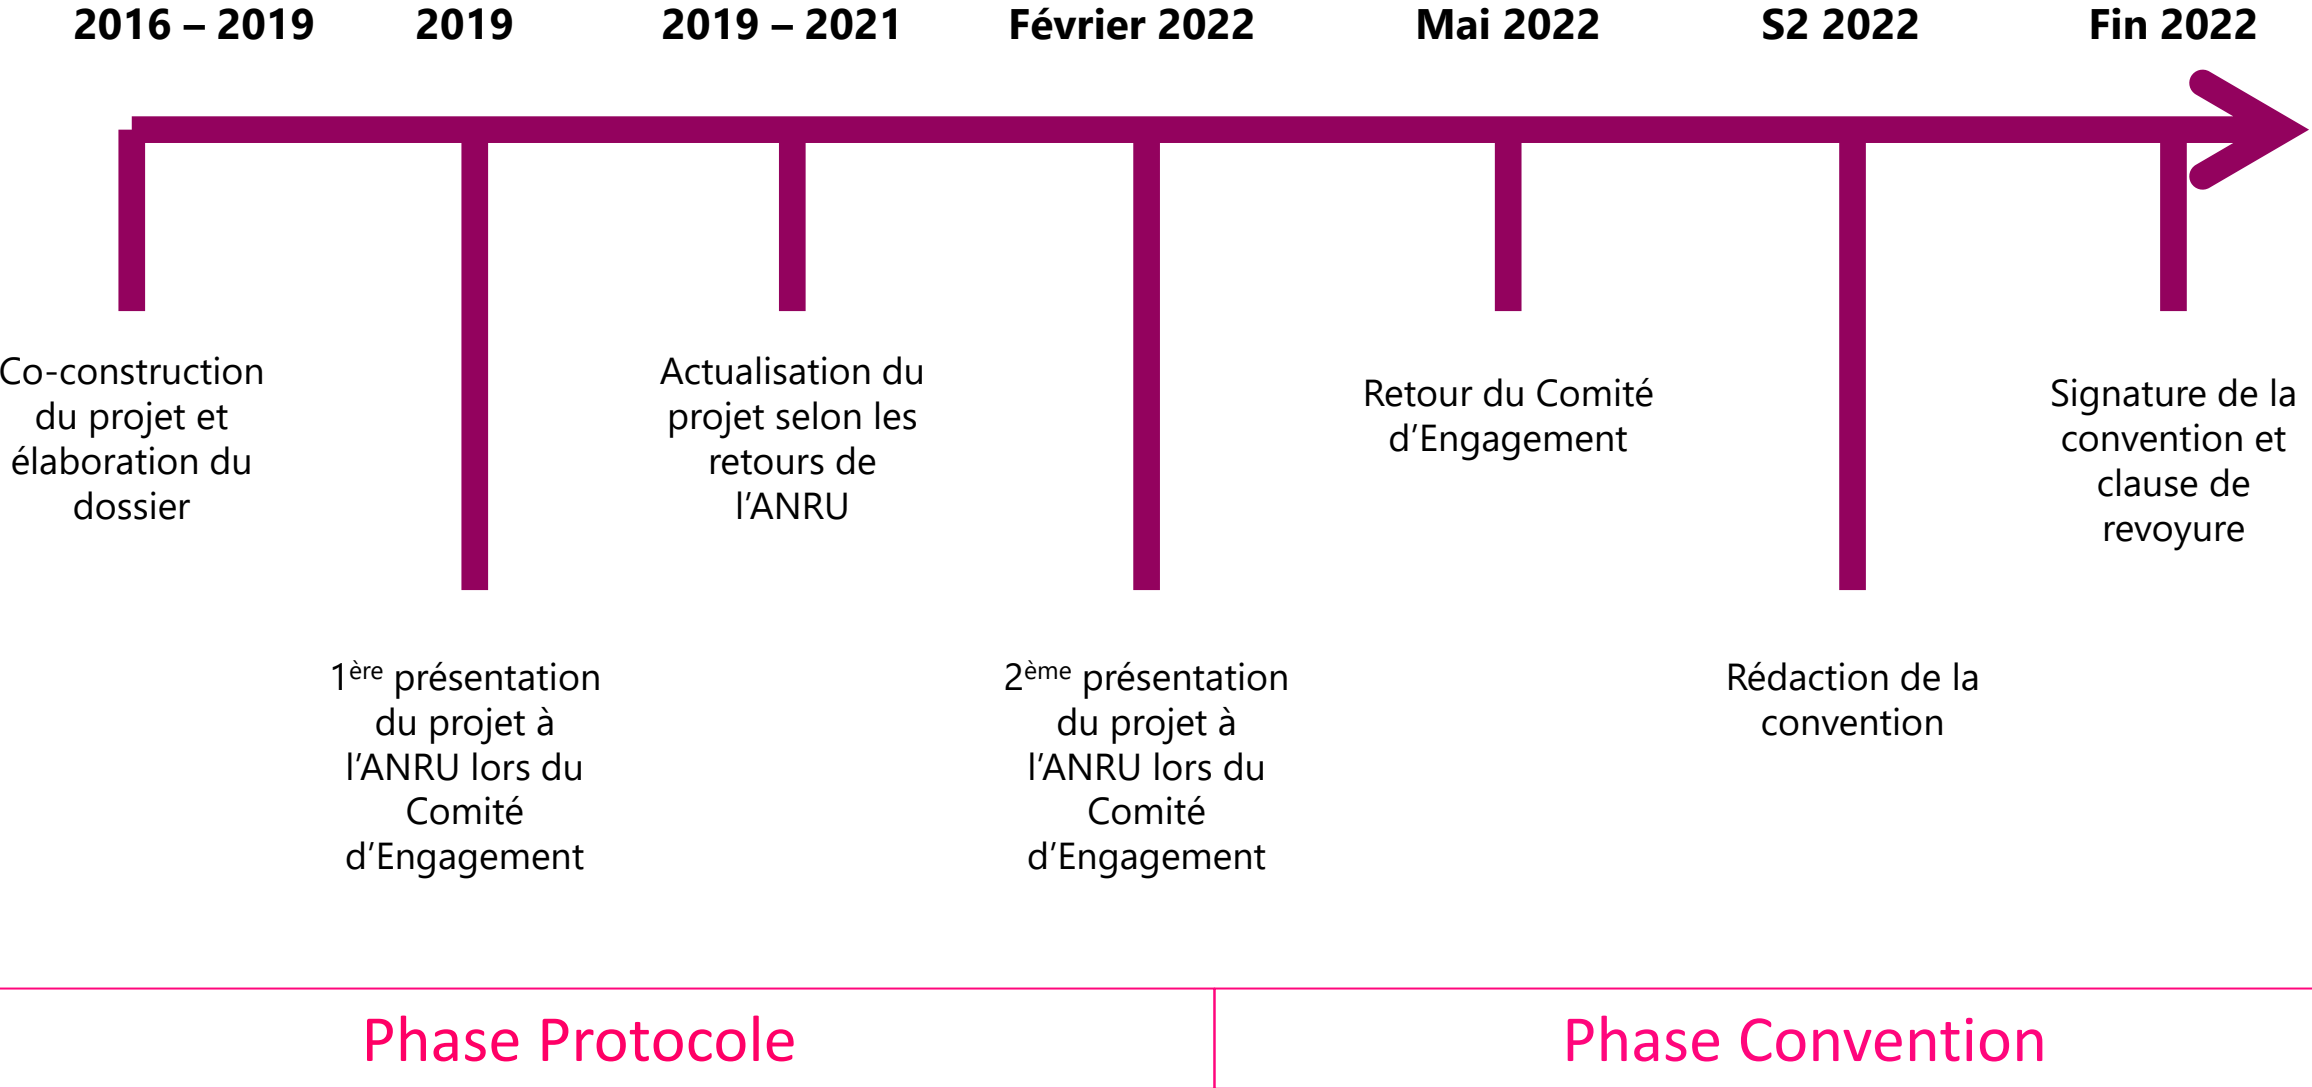 2016 – 2019
2019
2019 – 2021
Février 2022
Mai 2022
S2 2022
Fin 2022
Co-construction
du projet et
élaboration du
dossier
1ère présentation
du projet à
l’ANRU lors du
Comité
d’Engagement
Actualisation du
projet selon les
retours de
l’ANRU
2ème présentation
du projet à
l’ANRU lors du
Comité
d’Engagement
Retour du Comité
d’Engagement
Rédaction de la
convention
Signature de la
convention et
clause de
revoyure
Phase Protocole
Phase Convention